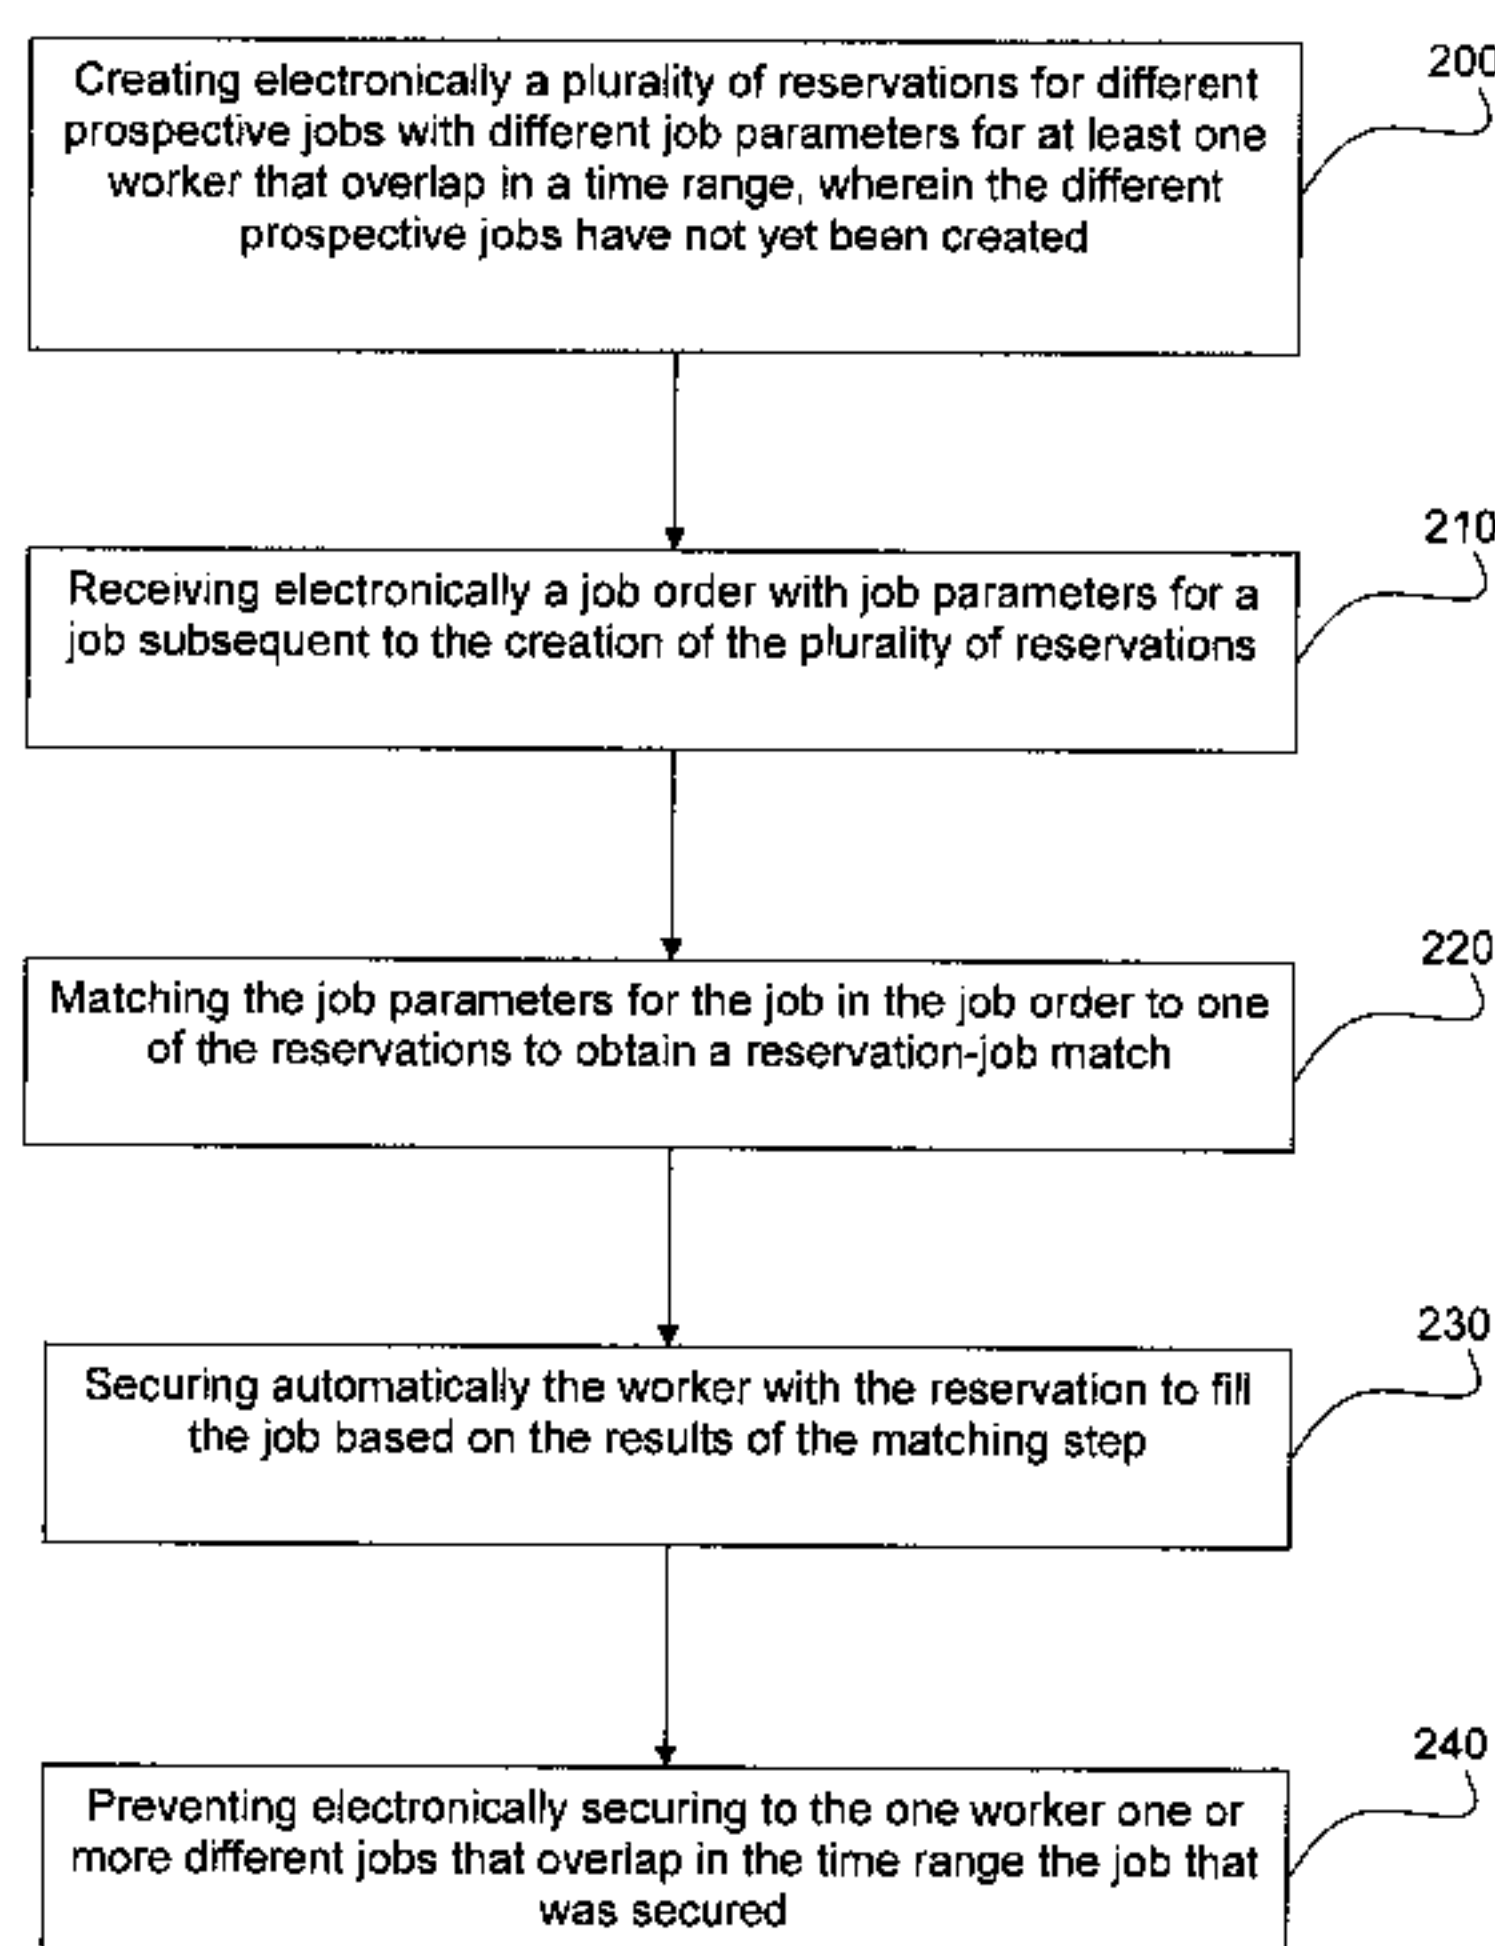 200
Creating electronically a plurality of reservations for different
prospective jobs with different job parameters for at least one
worker that overlap in a time range, wherein the different
prospective jobs have not yet been created
210
Receiving electronically a job order with job parameters for a
job subsequent to the creation of the plurality of reservations
220
Matching the job parameters for the job in the job order to one
of the reservations to obtain a reservation-job match
230
Securing automatically the worker with the reservation to fill
the job based on the results of the matching step
240
Preventing electronically securing to the one worker one or
more different jobs that overlap in the time range the job that
was secured